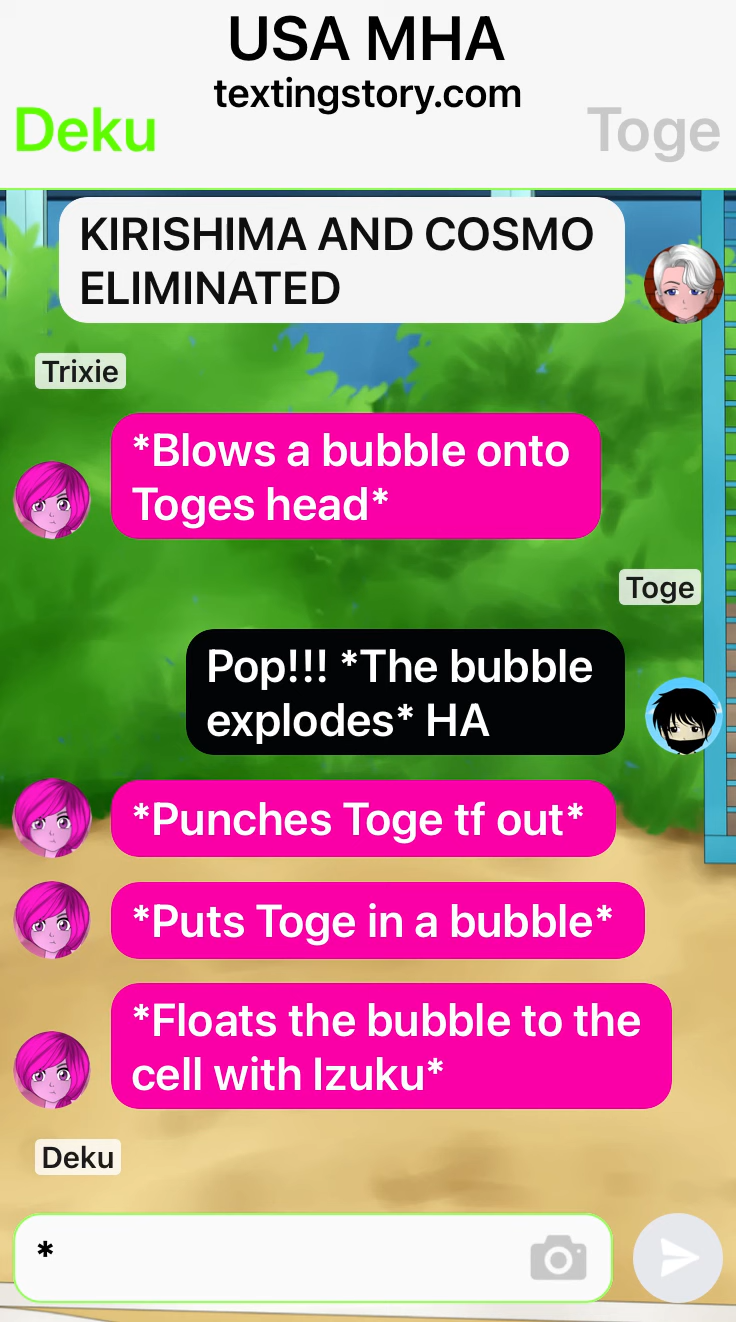 USA MHA
textingstory.com
Deku
Toge
KIRISHIMA AND COSMO
ELIMINATED
Trixie
*Blows a bubble onto
Toges head*
Toge
Pop!!! *The bubble
explodes* HA
*Punches Toge tf out*
*Puts Toge in a bubble*
*Floats the bubble to the
cell with Izuku*
Deku
*